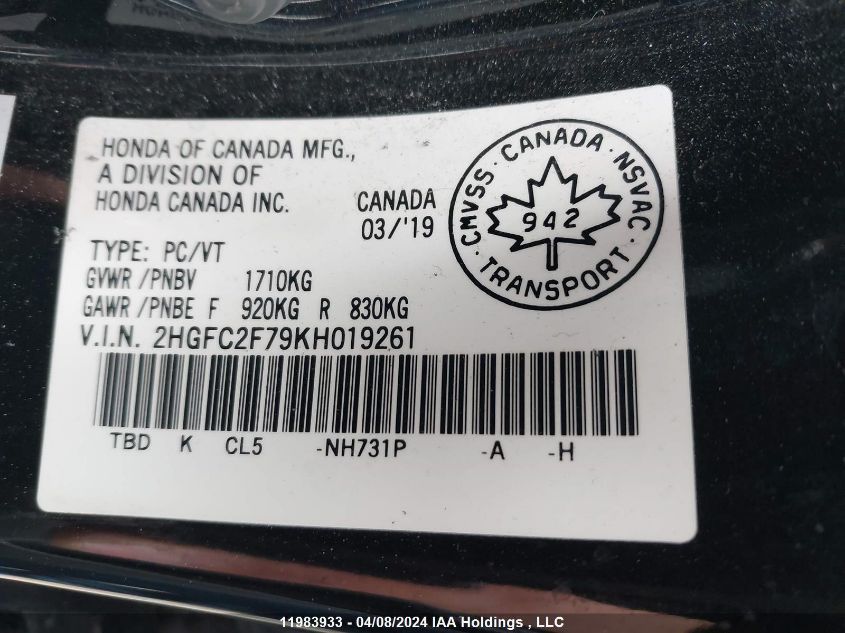 HONDA OF CANADA MFG.,
A DIVISION OF
HONDA CANADA INC.
CANADA
03/'19
CMVSS · CANADA · NSVAC
942
· TRANSPORT ·
TYPE: PC/VT
GVWR /PNBV 1710KG
GAWR /PNBE F 920KG R 830KG
V.I.N. 2HGFC2F79KH019261
TBD K CL5 -NH731P -A -H
11983933 - 04/08/2024 IAA Holdings , LLC